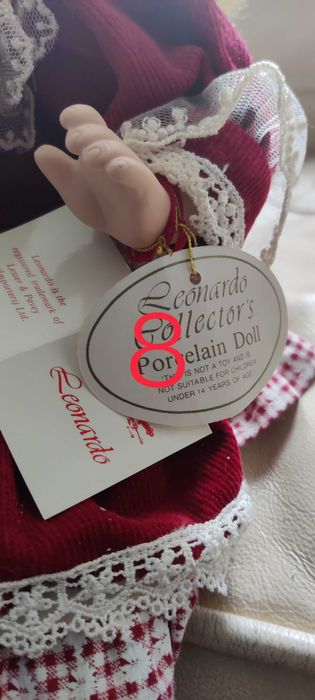 Leonardo is the
registered trademark of
Lesser & Pavey
(Importers) Ltd.
Leonardo
Leonardo
Collector's
Porcelain Doll
THIS IS NOT A TOY AND IS
NOT SUITABLE FOR CHILDREN
UNDER 14 YEARS OF AGE
8